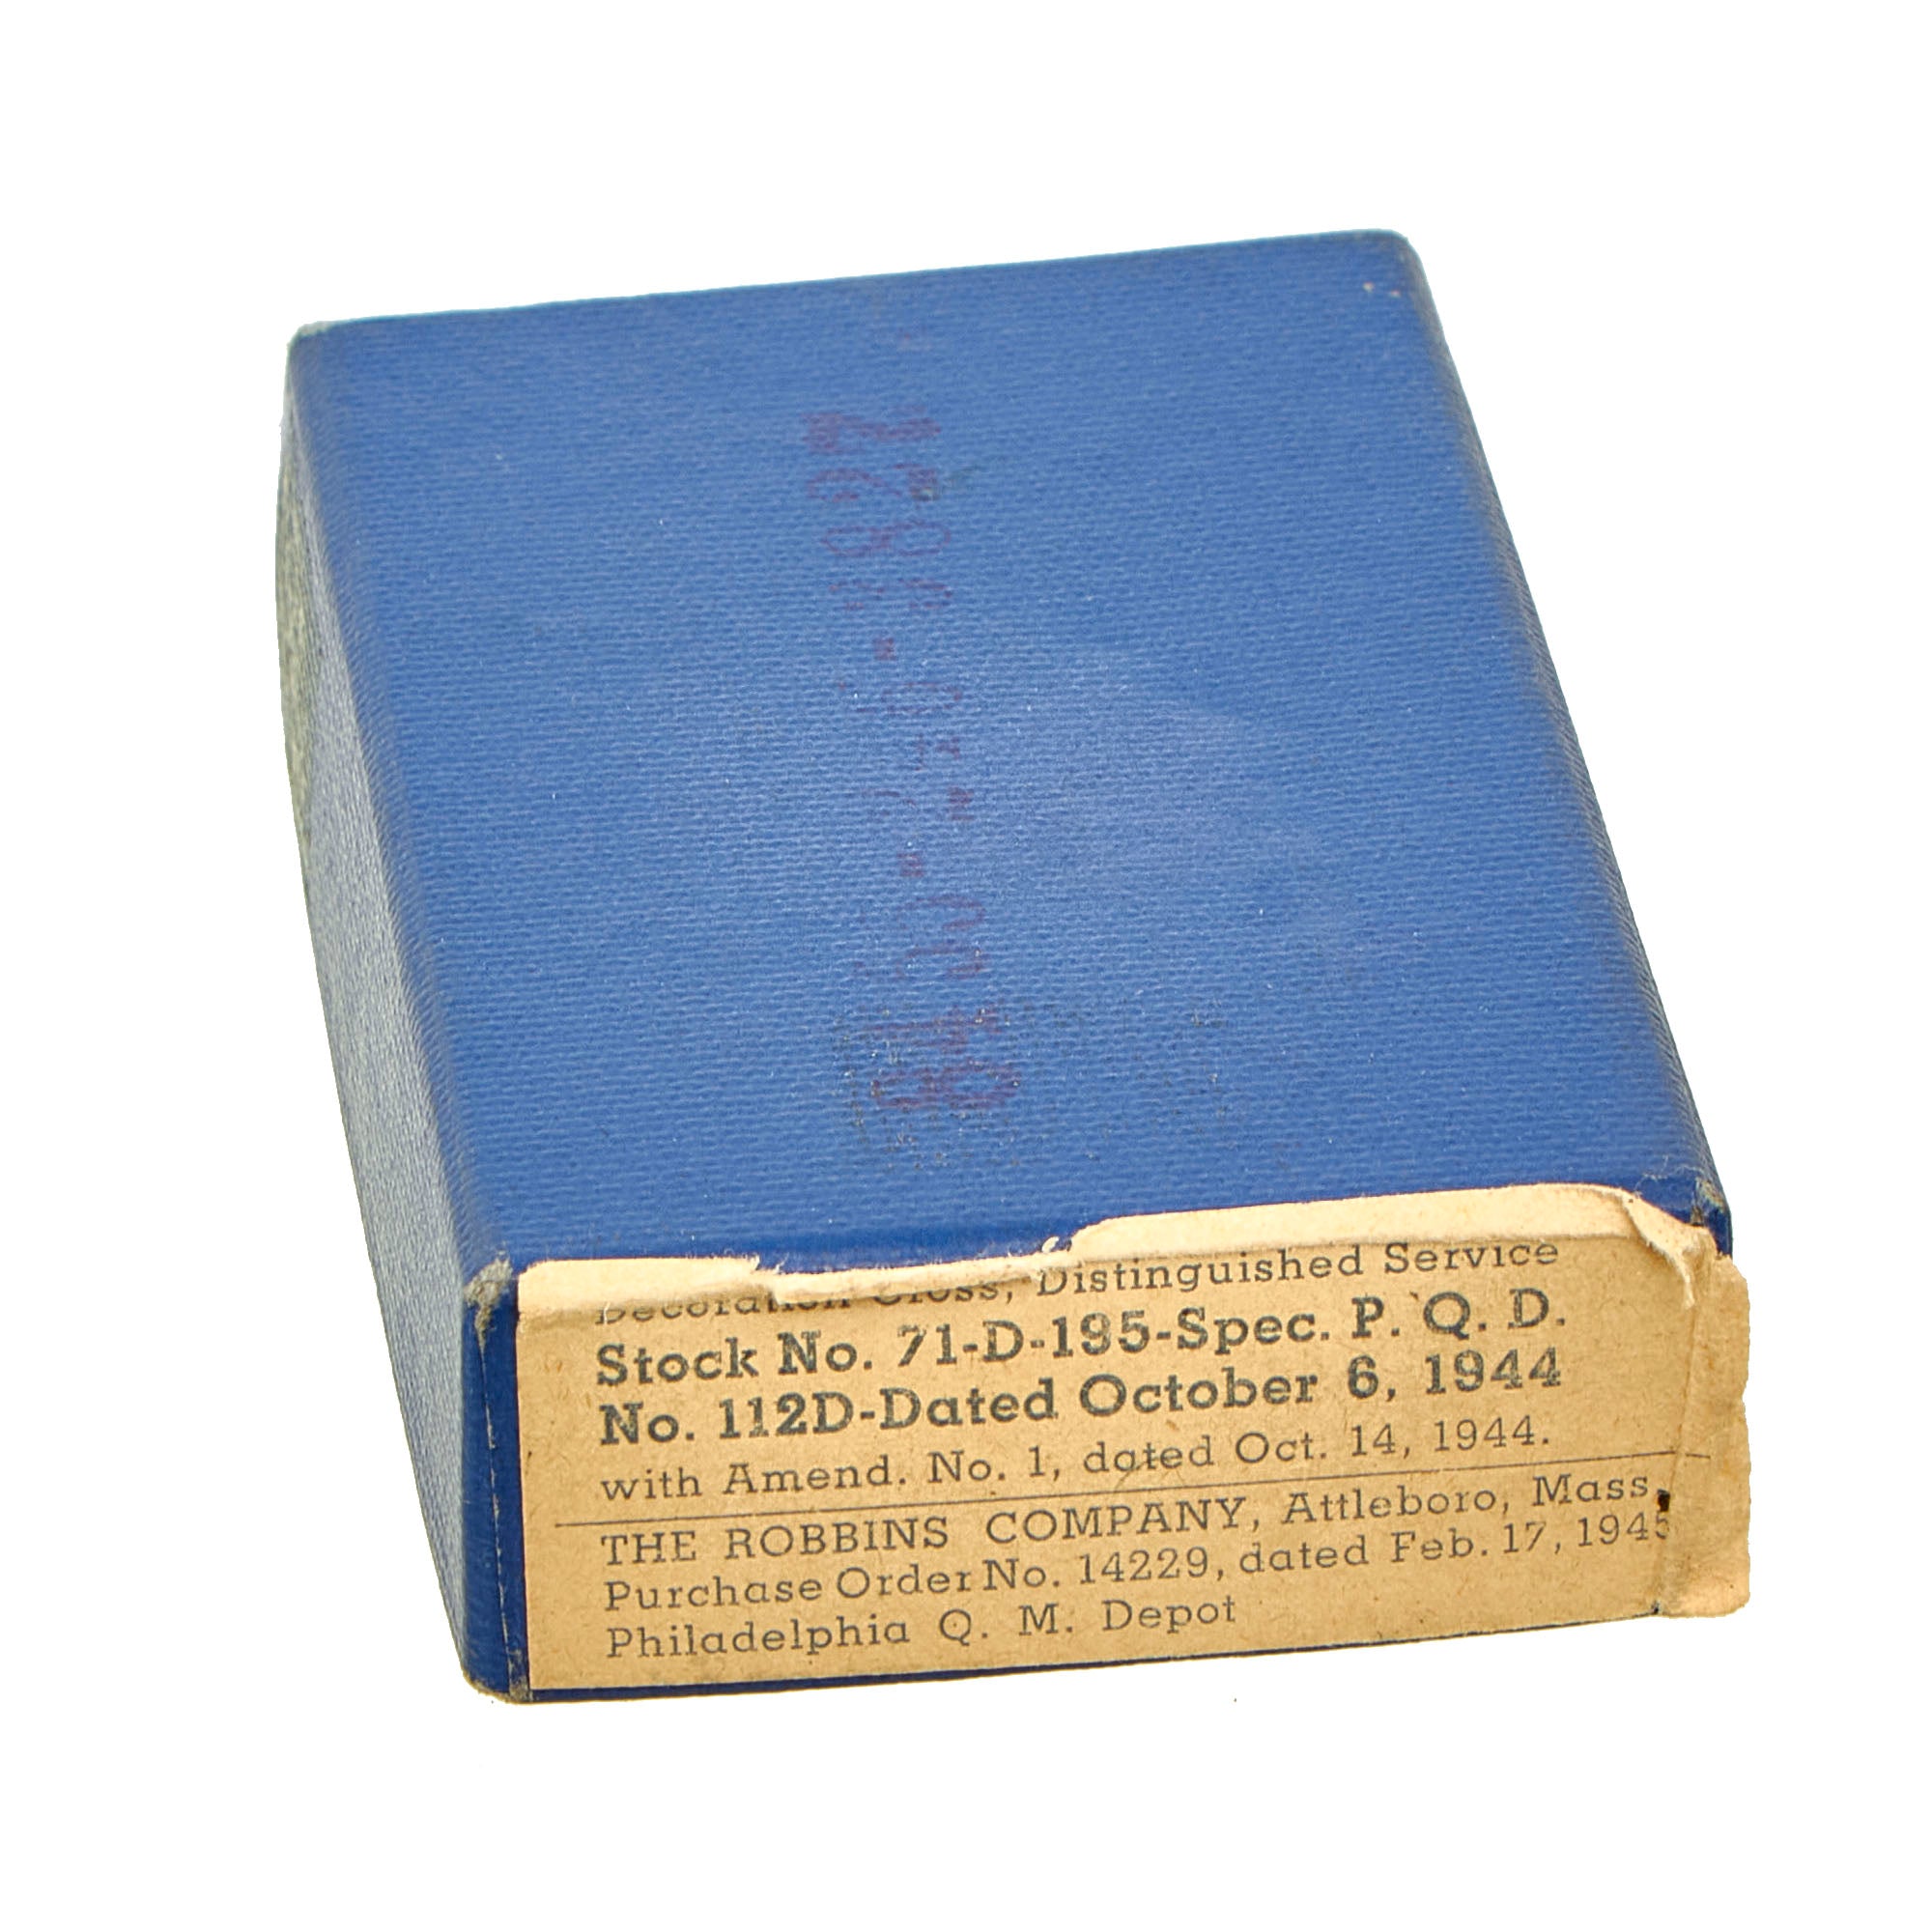 Decoration Cross, Distinguished Service
Stock No. 71-D-195-Spec. P. Q. D.
No. 112D-Dated October 6, 1944
with Amend. No. 1, dated Oct. 14, 1944.
THE ROBBINS COMPANY, Attleboro, Mass.
Purchase Order No. 14229, dated Feb. 17, 1945
Philadelphia Q. M. Depot